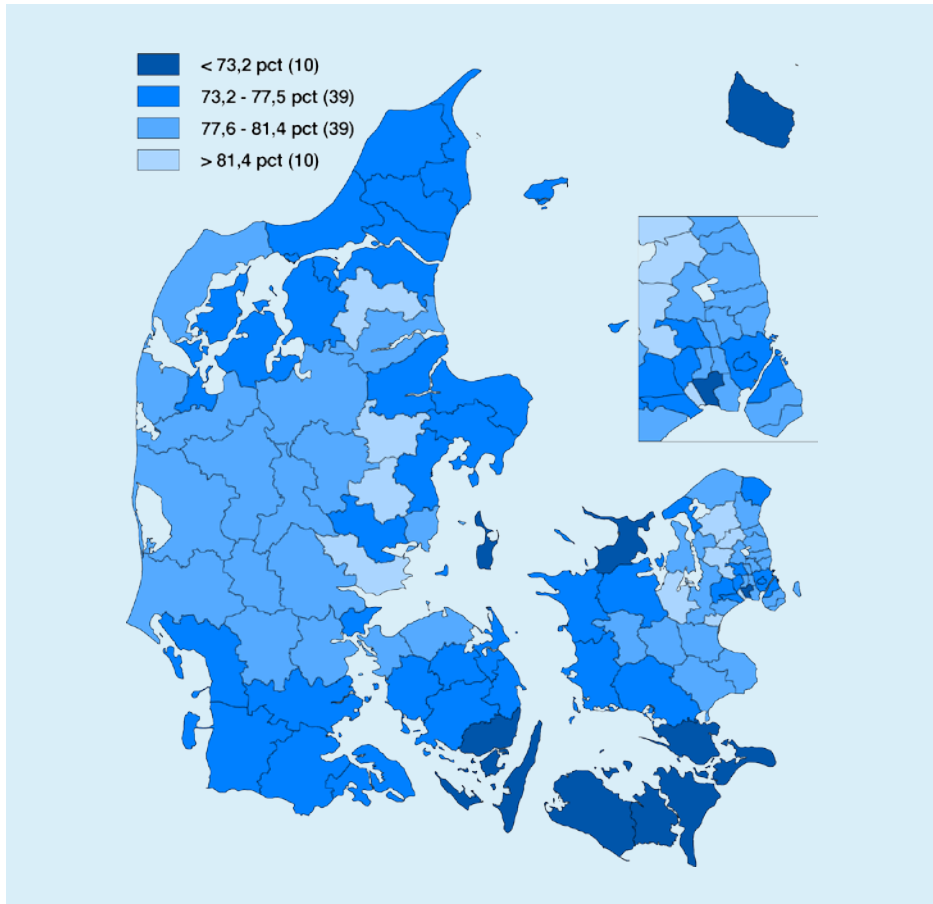 < 73,2 pct (10)
73,2 - 77,5 pct (39)
77,6 - 81,4 pct (39)
> 81,4 pct (10)